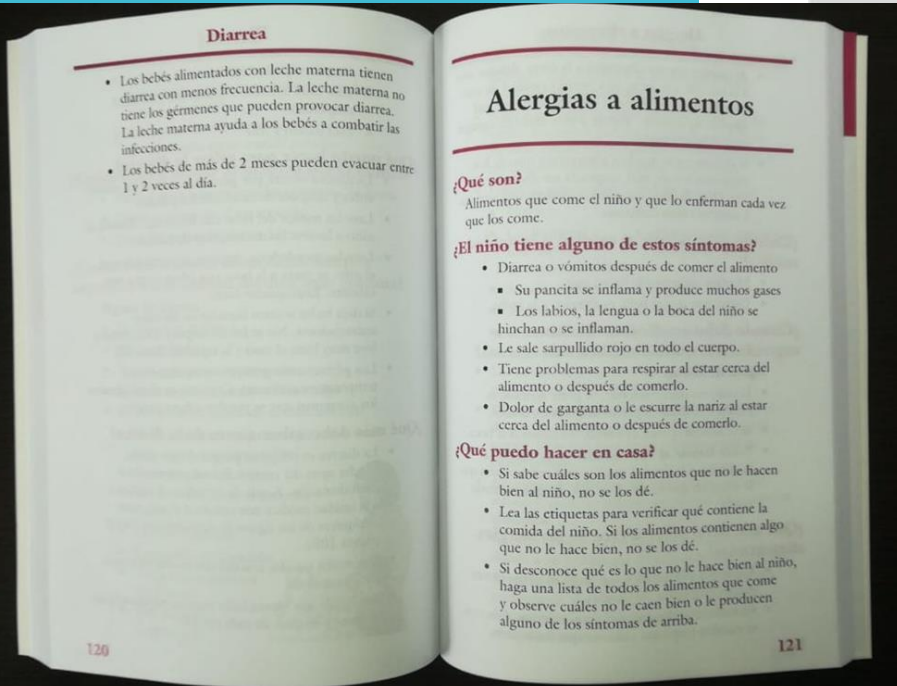 Diarrea
• Los bebés alimentados con leche materna tienen
diarrea con menos frecuencia. La leche materna no
tiene los gérmenes que pueden provocar diarrea.
La leche materna ayuda a los bebés a combatir las
infecciones.
• Los bebés de más de 2 meses pueden evacuar entre
1 y 2 veces al día.
120
Alergias a alimentos
¿Qué son?
Alimentos que come el niño y que lo enferman cada vez
que los come.
¿El niño tiene alguno de estos síntomas?
• Diarrea o vómitos después de comer el alimento
▪ Su pancita se inflama y produce muchos gases
▪ Los labios, la lengua o la boca del niño se
hinchan o se inflaman.
• Le sale sarpullido rojo en todo el cuerpo.
• Tiene problemas para respirar al estar cerca del
alimento o después de comerlo.
• Dolor de garganta o le escurre la nariz al estar
cerca del alimento o después de comerlo.
¿Qué puedo hacer en casa?
• Si sabe cuáles son los alimentos que no le hacen
bien al niño, no se los dé.
• Lea las etiquetas para verificar qué contiene la
comida del niño. Si los alimentos contienen algo
que no le hace bien, no se los dé.
• Si desconoce qué es lo que no le hace bien al niño,
haga una lista de todos los alimentos que come
y observe cuáles no le caen bien o le producen
alguno de los síntomas de arriba.
121